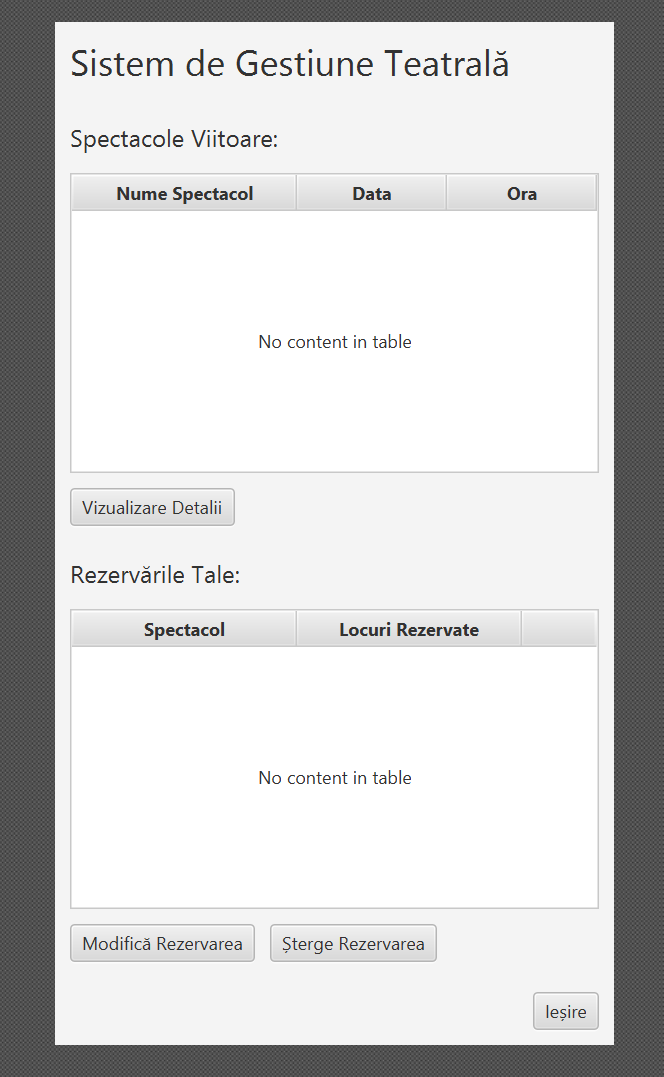 Sistem de Gestiune Teatrală
Spectacole Viitoare:
Nume Spectacol Data Ora
No content in table
Vizualizare Detalii
Rezervările Tale:
Spectacol Locuri Rezervate
No content in table
Modifică Rezervarea Șterge Rezervarea
Ieșire